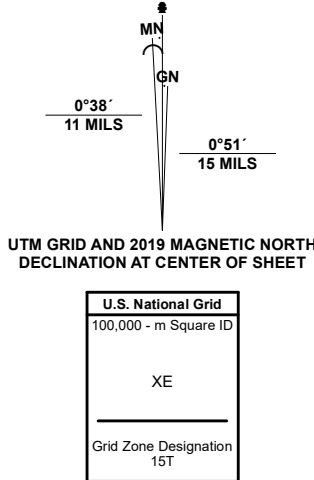 MN
GN
0°38´
11 MILS
0°51´
15 MILS
UTM GRID AND 2019 MAGNETIC NORTH
DECLINATION AT CENTER OF SHEET
U.S. National Grid
100,000 - m Square ID
XE
Grid Zone Designation
15T